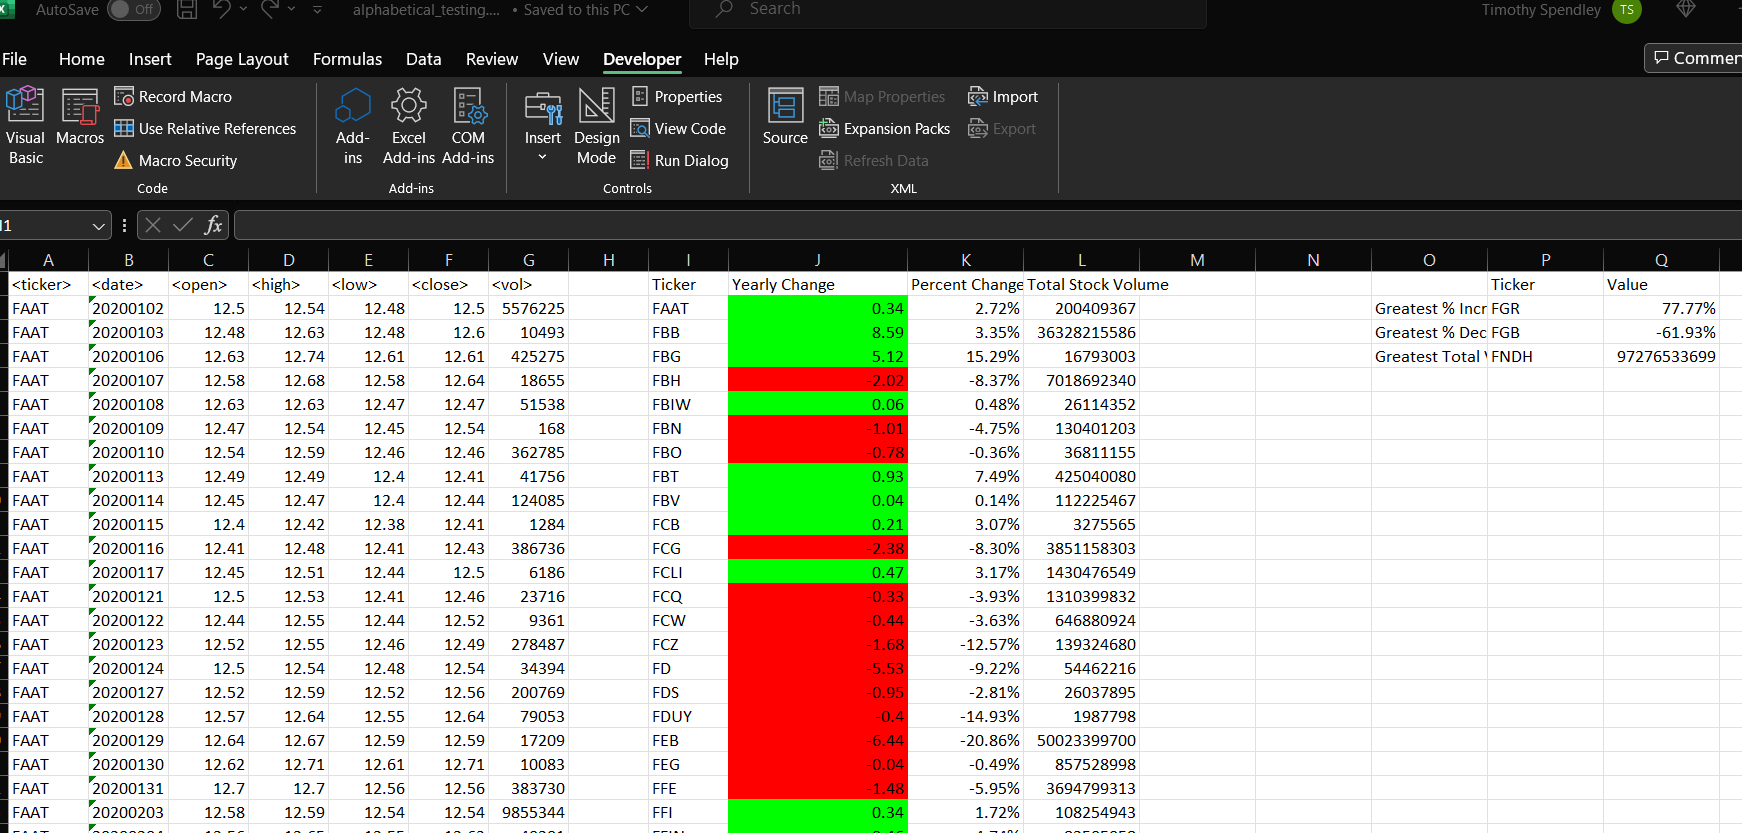 AutoSave Off alphabetical_testing.... • Saved to this PC Search Timothy Spendley TS
File Home Insert Page Layout Formulas Data Review View Developer Help Commen
Visual Basic
Macros
Record Macro
Use Relative References
Macro Security
Code
Add-ins
Excel Add-ins
COM Add-ins
Add-ins
Insert
Design Mode
Properties
View Code
Run Dialog
Controls
Source
Map Properties
Expansion Packs
Refresh Data
Import
Export
XML
I1 fx
A B C D E F G H I J K L M N O P Q
<ticker> <date> <open> <high> <low> <close> <vol> Ticker Yearly Change Percent Change Total Stock Volume Ticker Value
FAAT 20200102 12.5 12.54 12.48 12.5 5576225 FAAT 0.34 2.72% 200409367 Greatest % Incr FGR 77.77%
FAAT 20200103 12.48 12.63 12.48 12.6 10493 FBB 8.59 3.35% 36328215586 Greatest % Dec FGB -61.93%
FAAT 20200106 12.63 12.74 12.61 12.61 425275 FBG 5.12 15.29% 16793003 Greatest Total FNDH 97276533699
FAAT 20200107 12.58 12.68 12.58 12.64 18655 FBH -2.02 -8.37% 7018692340
FAAT 20200108 12.63 12.63 12.47 12.47 51538 FBIW 0.06 0.48% 26114352
FAAT 20200109 12.47 12.54 12.45 12.54 168 FBN -1.01 -4.75% 130401203
FAAT 20200110 12.54 12.59 12.46 12.46 362785 FBO -0.78 -0.36% 36811155
FAAT 20200113 12.49 12.49 12.4 12.41 41756 FBT 0.93 7.49% 425040080
FAAT 20200114 12.45 12.47 12.4 12.44 124085 FBV 0.04 0.14% 112225467
FAAT 20200115 12.4 12.42 12.38 12.41 1284 FCB 0.21 3.07% 3275565
FAAT 20200116 12.41 12.48 12.41 12.43 386736 FCG -2.38 -8.30% 3851158303
FAAT 20200117 12.45 12.51 12.44 12.5 6186 FCLI 0.47 3.17% 1430476549
FAAT 20200121 12.5 12.53 12.41 12.46 23716 FCQ -0.33 -3.93% 1310399832
FAAT 20200122 12.44 12.55 12.44 12.52 9361 FCW -0.44 -3.63% 646880924
FAAT 20200123 12.52 12.55 12.46 12.49 278487 FCZ -1.68 -12.57% 139324680
FAAT 20200124 12.5 12.54 12.48 12.54 34394 FD -5.53 -9.22% 54462216
FAAT 20200127 12.52 12.59 12.52 12.56 200769 FDS -0.95 -2.81% 26037895
FAAT 20200128 12.57 12.64 12.55 12.64 79053 FDUY -0.4 -14.93% 1987798
FAAT 20200129 12.64 12.67 12.59 12.59 17209 FEB -6.44 -20.86% 50023399700
FAAT 20200130 12.62 12.71 12.61 12.71 10083 FEG -0.04 -0.49% 857528998
FAAT 20200131 12.7 12.7 12.56 12.56 383730 FFE -1.48 -5.95% 3694799313
FAAT 20200203 12.58 12.59 12.54 12.54 9855344 FFI 0.34 1.72% 108254943